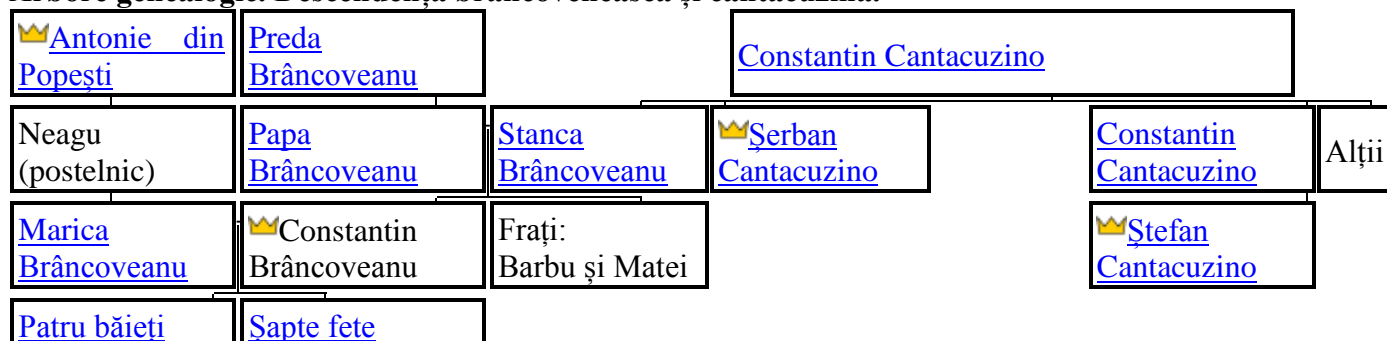 Arbore genealogic. Descendența brâncovenească și cantacuzină.
Antonie din
Popești
Preda
Brâncoveanu
Constantin Cantacuzino
Neagu
(postelnic)
Papa
Brâncoveanu
Stanca
Brâncoveanu
Șerban
Cantacuzino
Constantin
Cantacuzino
Alții
Marica
Brâncoveanu
Constantin
Brâncoveanu
Frați:
Barbu și Matei
Ștefan
Cantacuzino
Patru băieți
Șapte fete